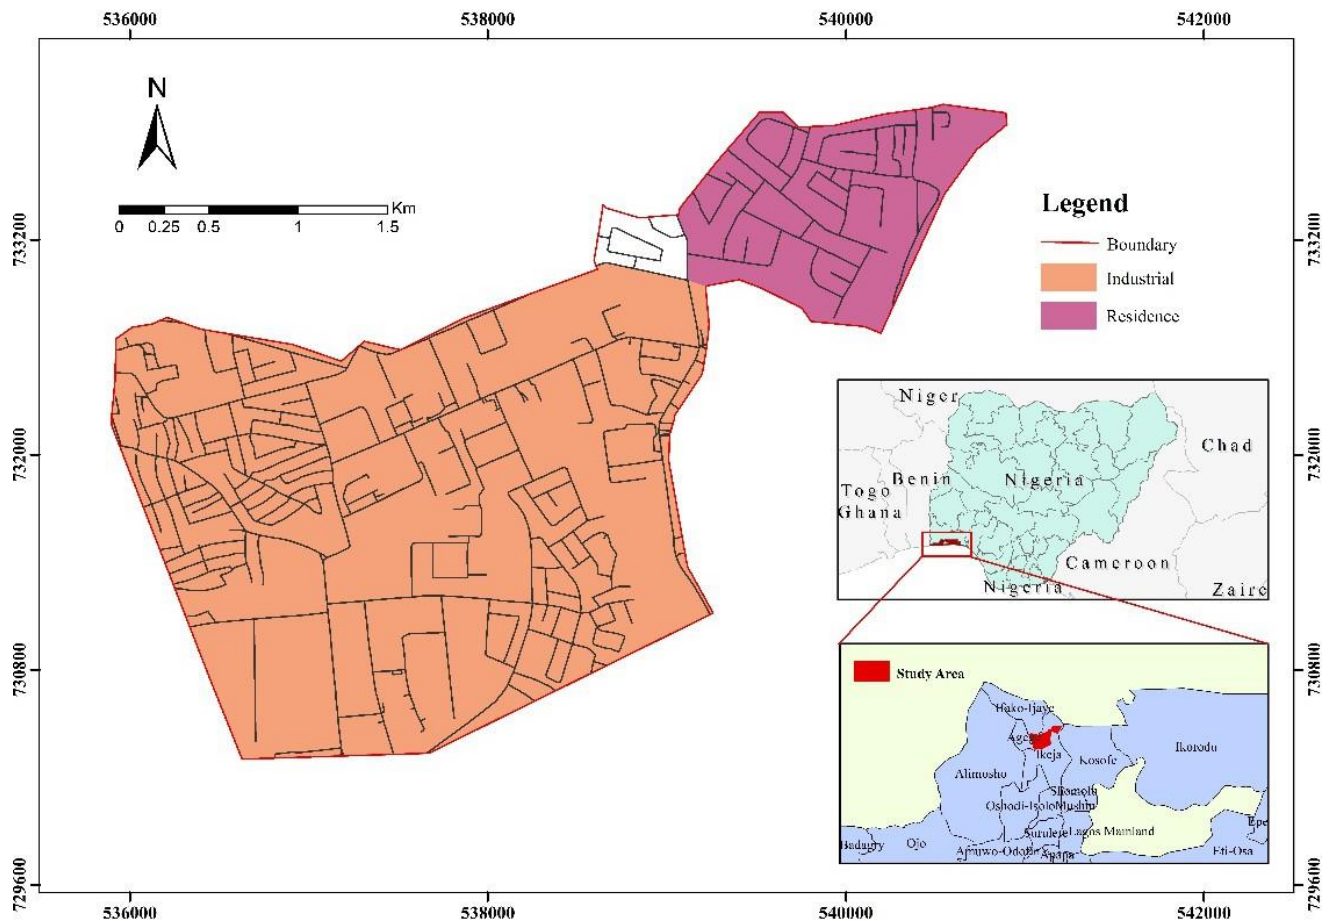 536000 538000 540000 542000
N
Km
0 0.25 0.5 1 1.5
733200
733200
Legend
Boundary
Industrial
Residence
732000
732000
Niger
Chad
Benin
Nigeria
Togo
Ghana
Cameroon
Nigeria
Zaire
730800
730800
Study Area
Ifako-Ijaye
Agege
Ikeja
Kosofe
Ikorodu
Alimosho
Shomolu
Oshodi-Isolo
Mushin
Surulere
Lagos Mainland
Epe
Badagry
Ojo
Amuwo-Odofin
Apapa
Eti-Osa
729600
729600
536000 538000 540000 542000